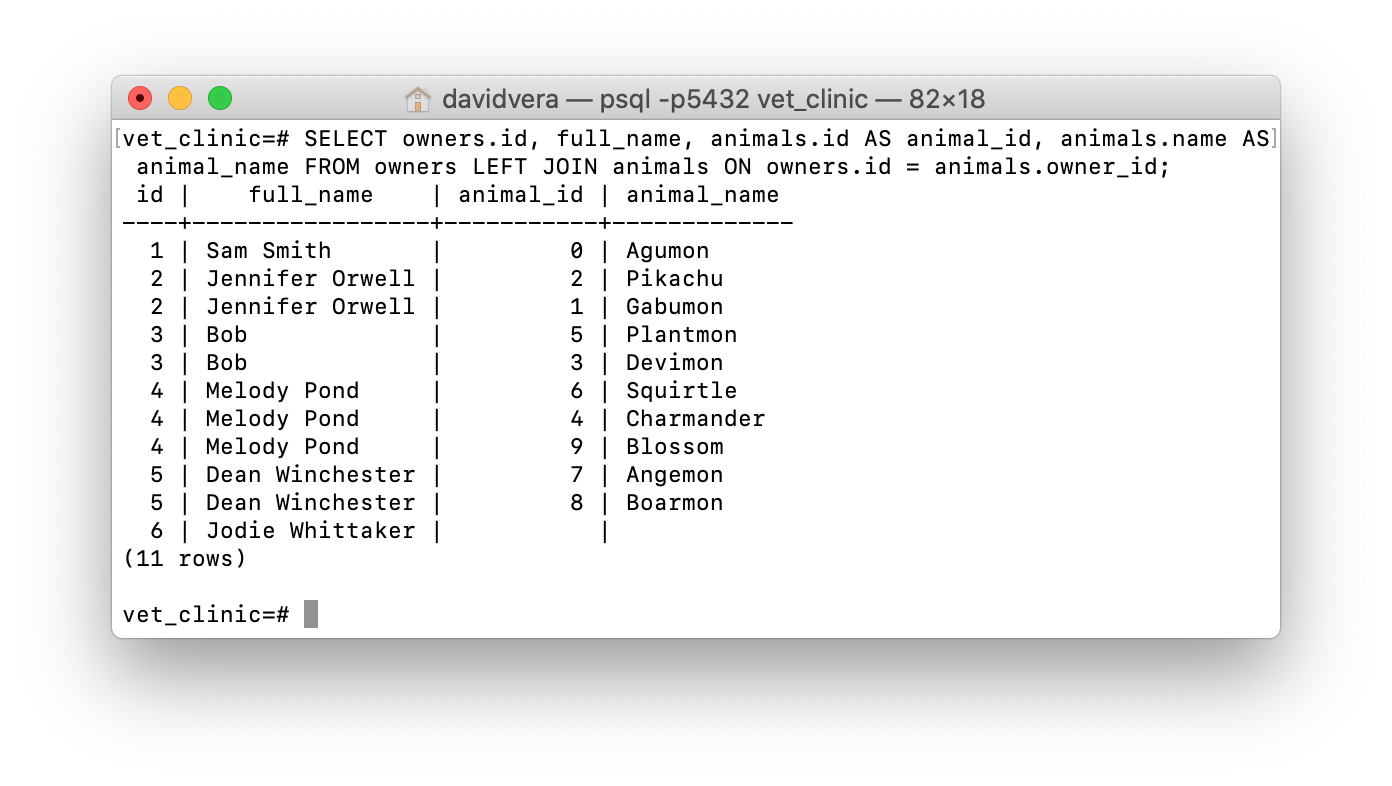 davidvera — psql -p5432 vet_clinic — 82×18
[vet_clinic=# SELECT owners.id, full_name, animals.id AS animal_id, animals.name AS]
 animal_name FROM owners LEFT JOIN animals ON owners.id = animals.owner_id;
 id |    full_name    | animal_id | animal_name
----+-----------------+-----------+-------------
  1 | Sam Smith       |         0 | Agumon
  2 | Jennifer Orwell |         2 | Pikachu
  2 | Jennifer Orwell |         1 | Gabumon
  3 | Bob             |         5 | Plantmon
  3 | Bob             |         3 | Devimon
  4 | Melody Pond     |         6 | Squirtle
  4 | Melody Pond     |         4 | Charmander
  4 | Melody Pond     |         9 | Blossom
  5 | Dean Winchester |         7 | Angemon
  5 | Dean Winchester |         8 | Boarmon
  6 | Jodie Whittaker |           |
(11 rows)
vet_clinic=#